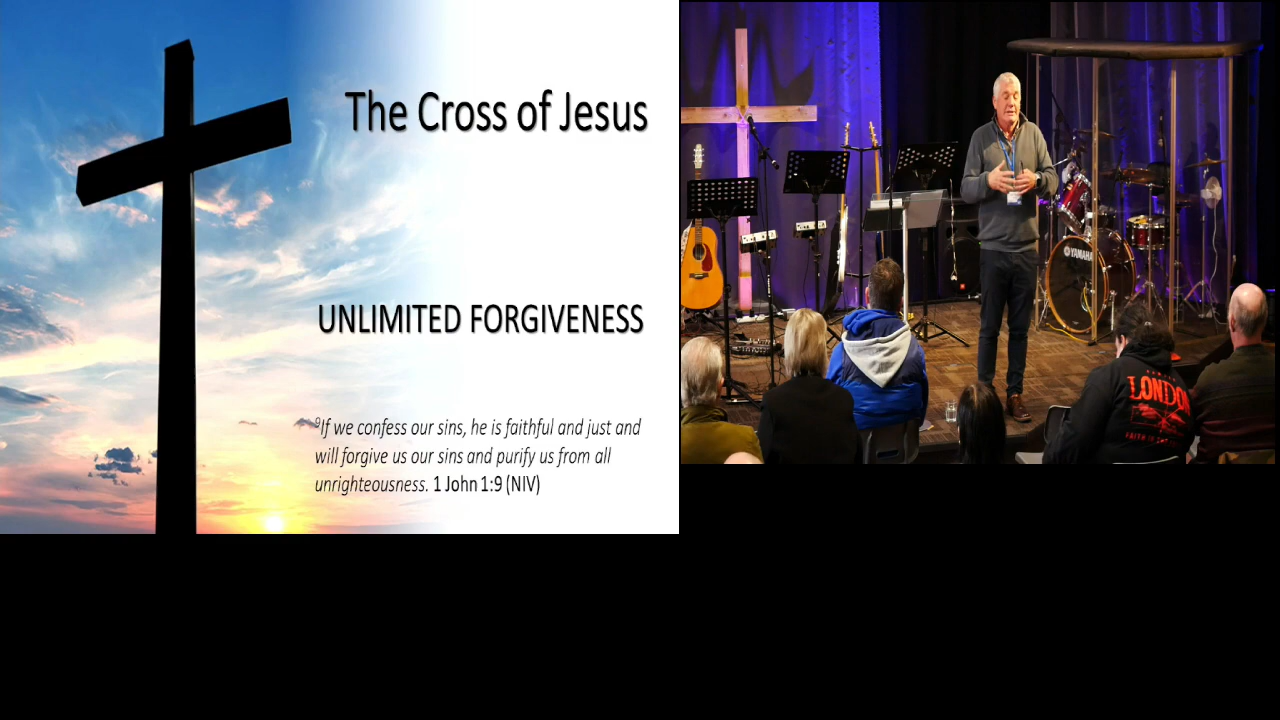 The Cross of Jesus
UNLIMITED FORGIVENESS
⁹If we confess our sins, he is faithful and just and
will forgive us our sins and purify us from all
unrighteousness. 1 John 1:9 (NIV)
YAMAHA
LONDON